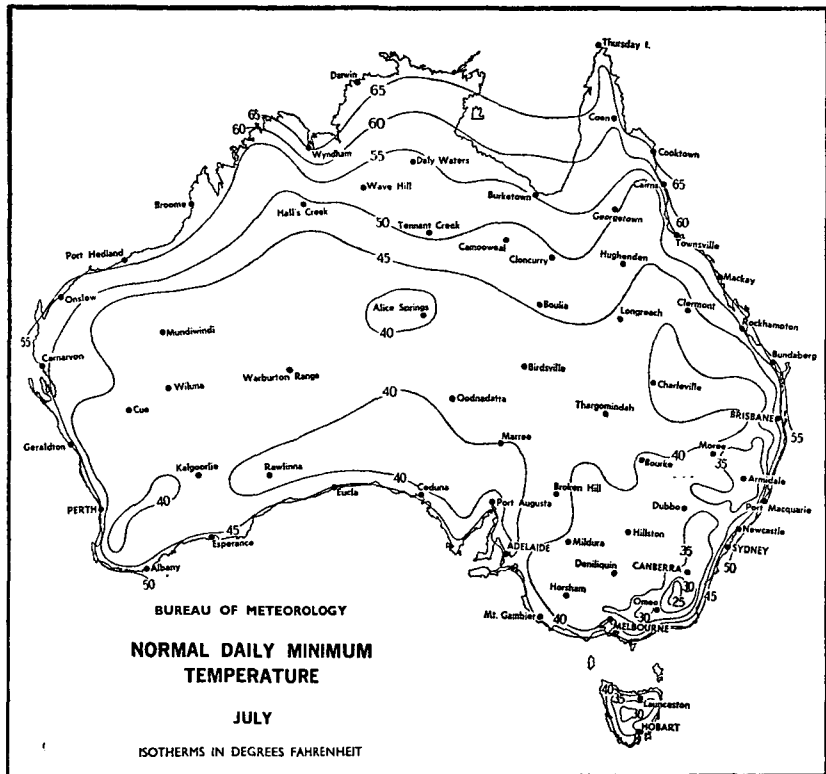 Thursday I.
Darwin
65
65
Coen
65
60
60
Wyndham
55
Daly Waters
Cooktown
Wave Hill
Cairns
65
Broome
Hall's Creek
Burketown
Georgetown
50
60
Tennant Creek
Townsville
Camooweal
Cloncurry
Hughenden
Port Hedland
45
Mackay
Onslow
Alice Springs
Boulia
Clermont
Longreach
40
Rockhampton
Mundiwindi
55
Carnarvon
Bundaberg
Warburton Range
Birdsville
Wiluna
40
Charleville
Cue
Oodnadatta
Thargomindah
BRISBANE
Geraldton
Marree
55
Moree
40
35
Bourke
Kalgoorlie
Rawlinna
40
Armidale
40
Eucla
Ceduna
Broken Hill
Port Augusta
Port Macquarie
PERTH
Dubbo
Newcastle
45
Hillston
Esperance
Mildura
35
SYDNEY
ADELAIDE
50
Albany
Deniliquin
CANBERRA
50
30
45
Horsham
25
Omeo
30
Mt. Gambier
40
MELBOURNE
BUREAU OF METEOROLOGY
NORMAL DAILY MINIMUM
TEMPERATURE
JULY
ISOTHERMS IN DEGREES FAHRENHEIT
40
35
Launceston
30
HOBART